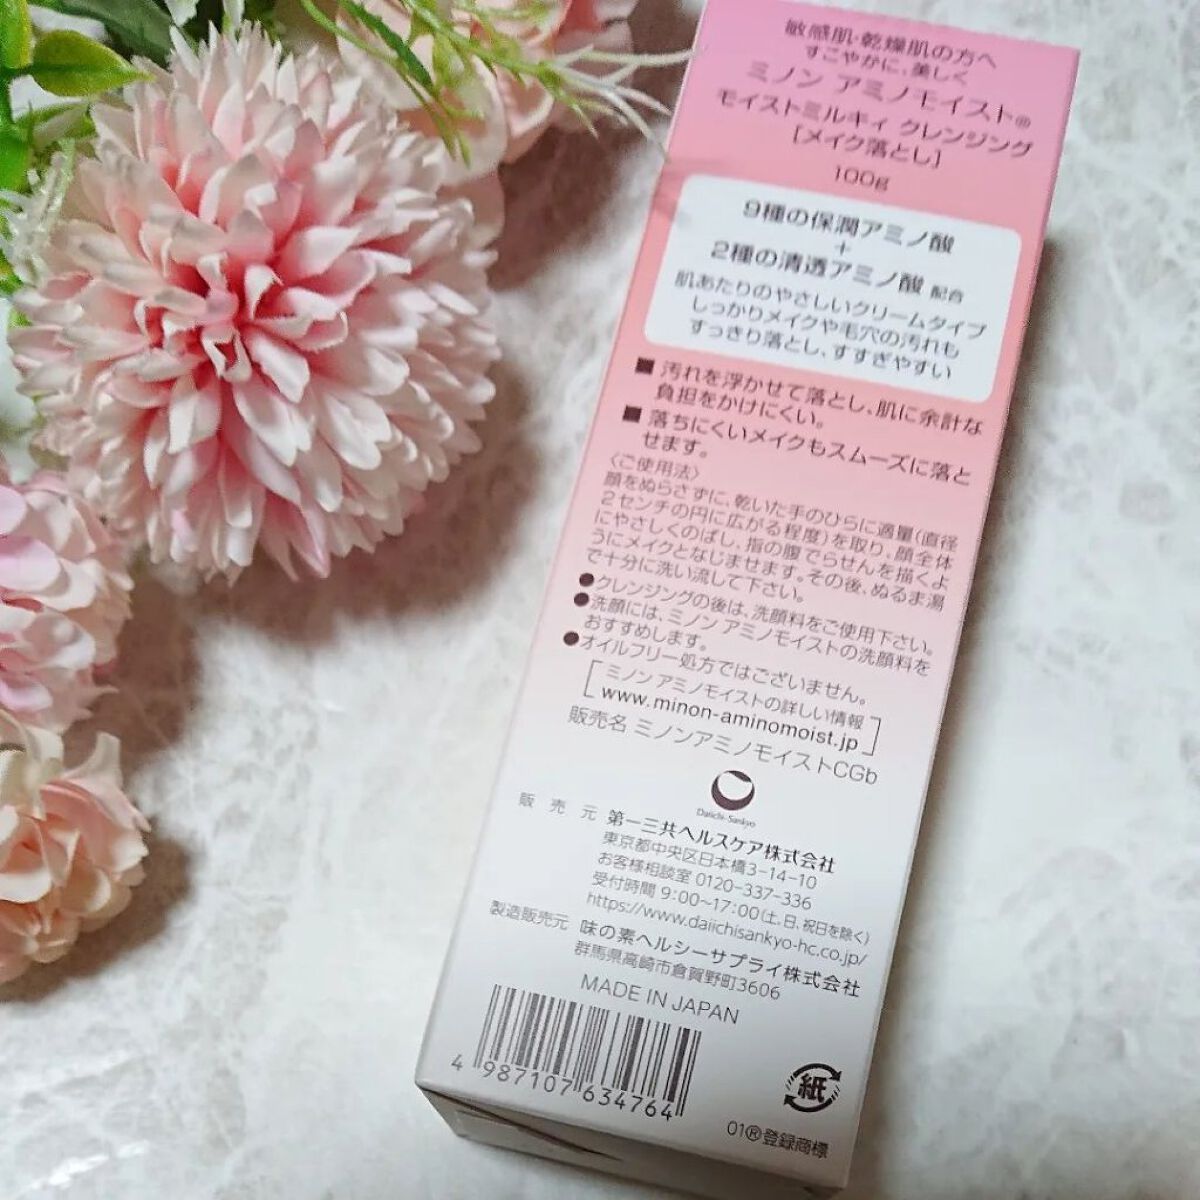 敏感肌・乾燥肌の方へ
すこやかに、美しく
ミノン アミノモイスト®
モイストミルキィ クレンジング
[メイク落とし]
100g
9種の保潤アミノ酸
+
2種の清透アミノ酸 配合
肌あたりのやさしいクリームタイプ
しっかりメイクや毛穴の汚れも
すっきり落とし、すすぎやすい
■ 汚れを浮かせて落とし、肌に余計な
負担をかけにくい。
■ 落ちにくいメイクもスムーズに落と
せます。
〈ご使用法〉
顔をぬらさずに、乾いた手のひらに適量(直径
2センチの円に広がる程度)を取り、顔全体
にやさしくのばし、指の腹でらせんを描くよ
うにメイクとなじませます。その後、ぬるま湯
で十分に洗い流して下さい。
●クレンジングの後は、洗顔料をご使用下さい。
●洗顔には、ミノン アミノモイストの洗顔料を
おすすめします。
●オイルフリー処方ではございません。
[ミノン アミノモイストの詳しい情報
www.minon-aminomoist.jp]
販売名 ミノンアミノモイストCGb
Daiichi-Sankyo
販売元 第一三共ヘルスケア株式会社
東京都中央区日本橋3-14-10
お客様相談室 0120-337-336
受付時間 9:00~17:00(土、日、祝日を除く)
https://www.daiichisankyo-hc.co.jp/
製造販売元 味の素ヘルシーサプライ株式会社
群馬県高崎市倉賀野町3606
MADE IN JAPAN
4 987107 634764
紙
01®登録商標